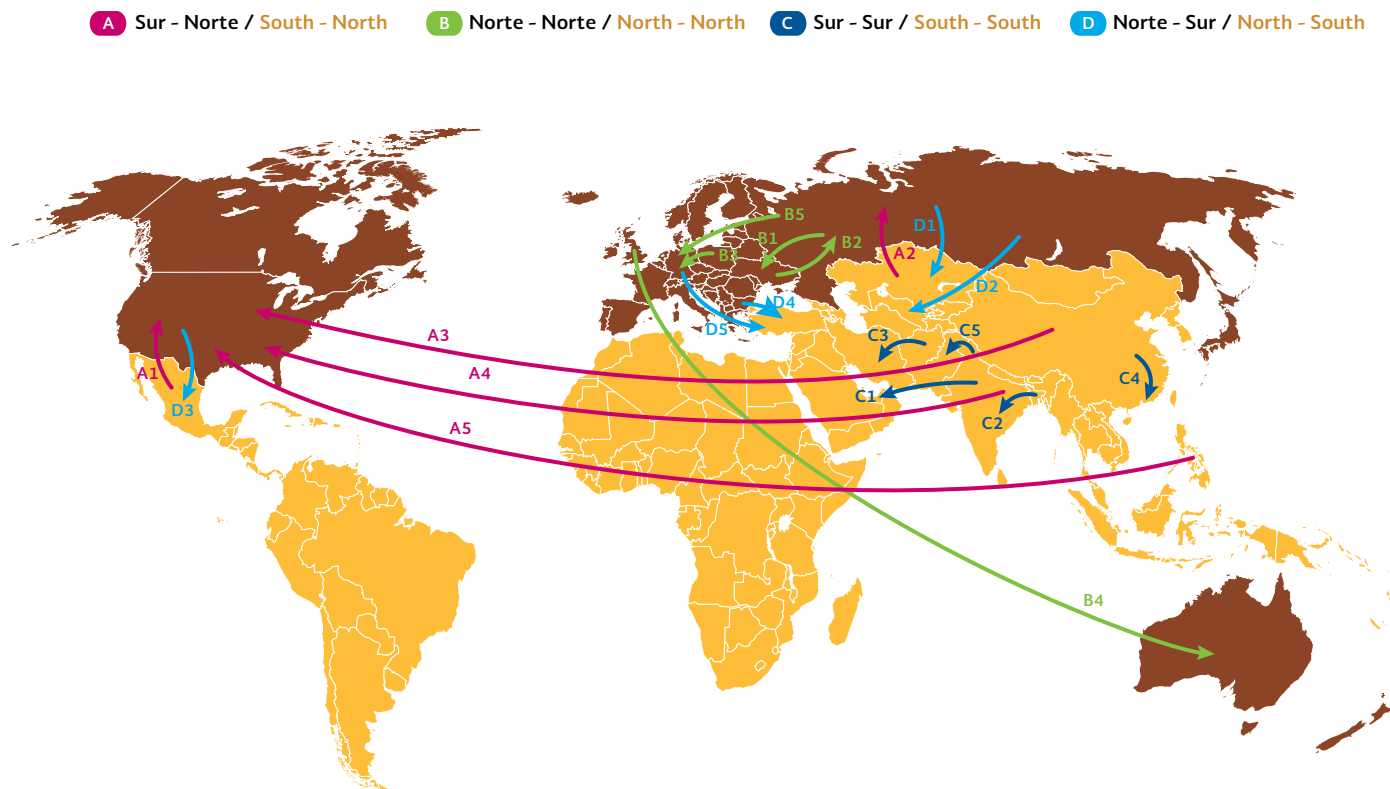 A Sur - Norte / South - North B Norte - Norte / North - North C Sur - Sur / South - South D Norte - Sur / North - South
B5
D1
B1
B2
A2
B3
D2
D4
D5
A3
C3
C5
A4
A1
C4
C1
D3
C2
A5
B4